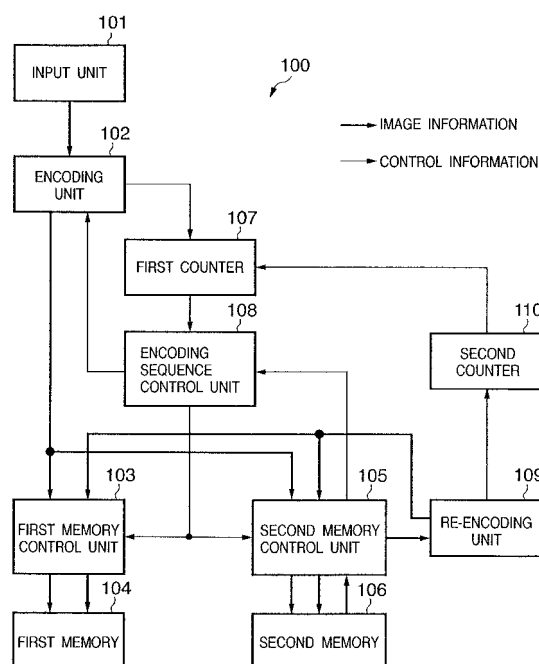 101
INPUT UNIT
100
IMAGE INFORMATION
CONTROL INFORMATION
102
ENCODING
UNIT
107
FIRST COUNTER
108
ENCODING
SEQUENCE
CONTROL UNIT
110
SECOND
COUNTER
103
FIRST MEMORY
CONTROL UNIT
105
SECOND MEMORY
CONTROL UNIT
109
RE-ENCODING
UNIT
104
FIRST MEMORY
106
SECOND MEMORY